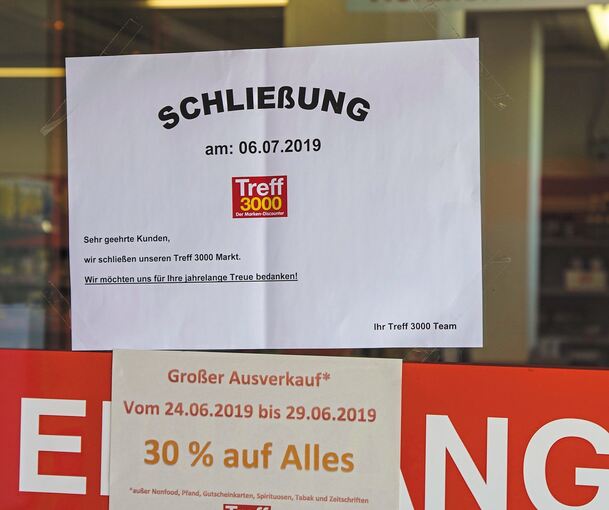 SCHLIEßUNG
am: 06.07.2019
Treff
3000
Der Marken-Discounter
Sehr geehrte Kunden,
wir schließen unseren Treff 3000 Markt.
Wir möchten uns für Ihre jahrelange Treue bedanken!
Ihr Treff 3000 Team
Großer Ausverkauf*
Vom 24.06.2019 bis 29.06.2019
30 % auf Alles
*außer Nonfood, Pfand, Gutscheinkarten, Spirituosen, Tabak und Zeitschriften
Treff
E ANG